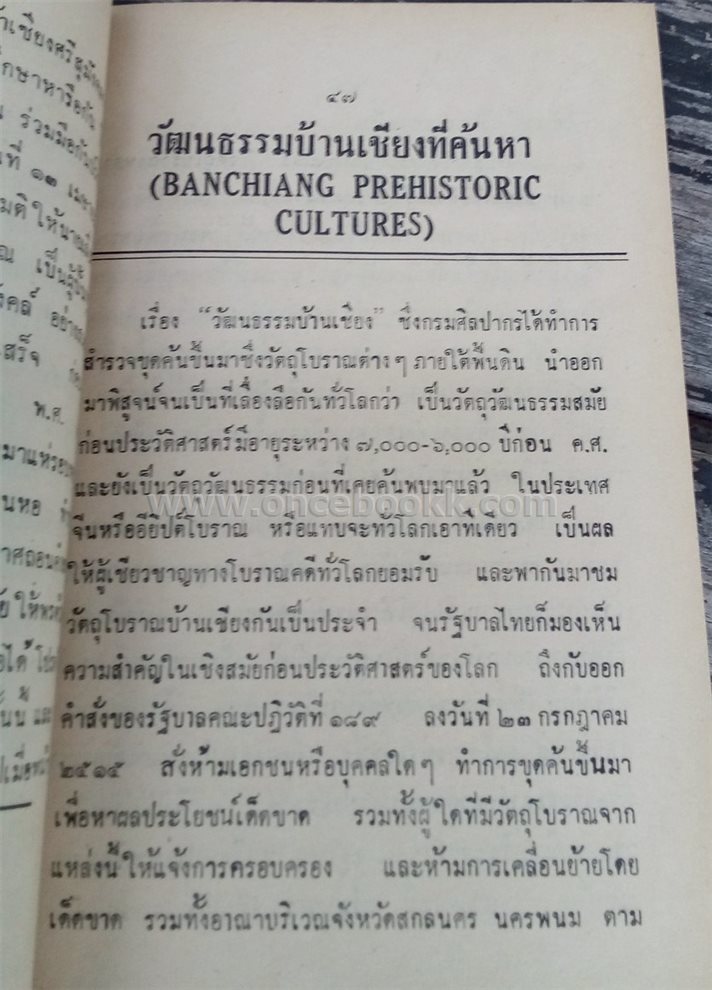 ๔๗
วัฒนธรรมบ้านเชียงที่ค้นหา
(BANCHIANG PREHISTORIC
CULTURES)
เรื่อง “วัฒนธรรมบ้านเชียง” ซึ่งกรมศิลปากรได้ทำการ
สำรวจขุดค้นขึ้นมาซึ่งวัตถุโบราณต่างๆ ภายใต้พื้นดิน นำออก
มาพิสูจน์จนเป็นที่เลื่องลือกันทั่วโลกว่า เป็นวัตถุวัฒนธรรมสมัย
ก่อนประวัติศาสตร์มีอายุระหว่าง ๗,๐๐๐-๖,๐๐๐ ปีก่อน ค.ศ.
และยังเป็นวัตถุวัฒนธรรมก่อนที่เคยค้นพบมาแล้ว ในประเทศ
จีนหรืออียิปต์โบราณ หรือแทบจะทั่วโลกเอาทีเดียว เป็นผล
ให้ผู้เชี่ยวชาญทางโบราณคดีทั่วโลกยอมรับ และพากันมาชม
วัตถุโบราณบ้านเชียงกันเป็นประจำ จนรัฐบาลไทยก็มองเห็น
ความสำคัญในเชิงสมัยก่อนประวัติศาสตร์ของโลก ถึงกับออก
คำสั่งของรัฐบาลคณะปฏิวัติที่ ๑๘๙ ลงวันที่ ๒๓ กรกฎาคม
๒๕๑๕ สั่งห้ามเอกชนหรือบุคคลใดๆ ทำการขุดค้นขึ้นมา
เพื่อหาผลประโยชน์เด็ดขาด รวมทั้งผู้ใดที่มีวัตถุโบราณจาก
แหล่งนี้ให้แจ้งการครอบครอง และห้ามการเคลื่อนย้ายโดย
เด็ดขาด รวมทั้งอาณาบริเวณจังหวัดสกลนคร นครพนม ตาม
www.oncebookk.com